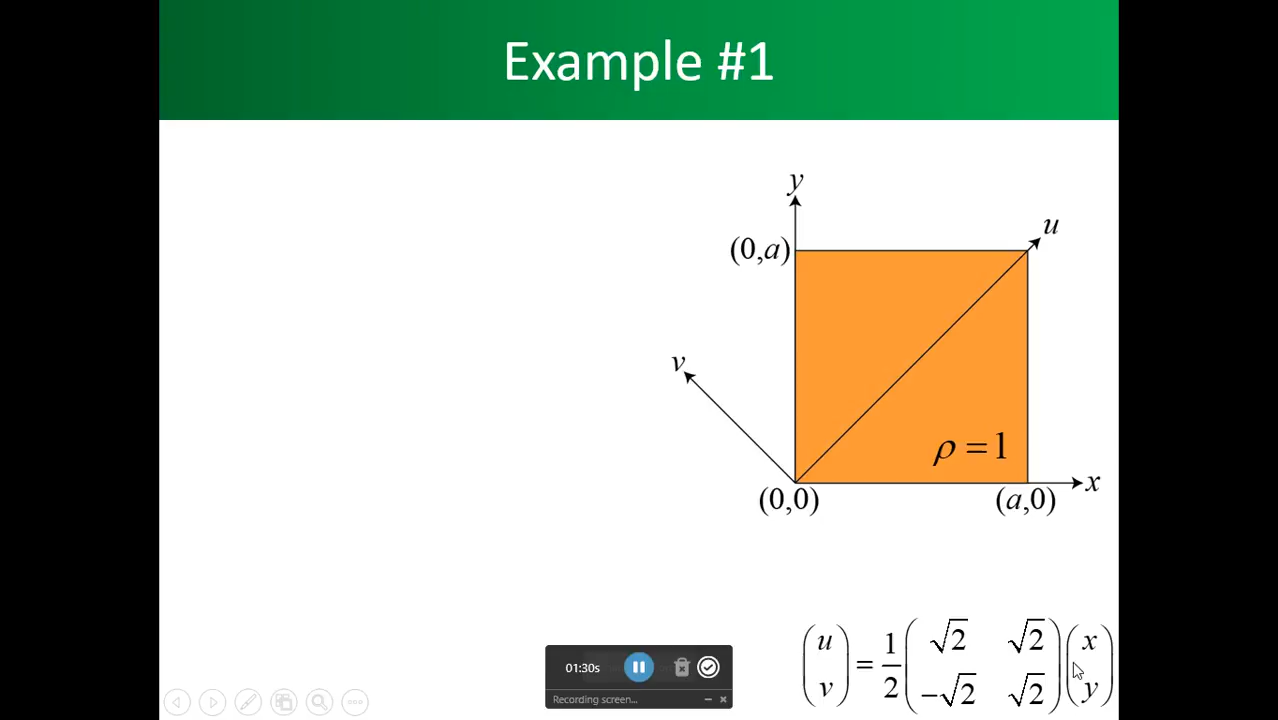 Example #1
y
u
(0,a)
v
ρ = 1
x
(0,0)
(a,0)
(u v) = 1/2 (√2 √2 −√2 √2) (x y)
01:30s
Recording screen...